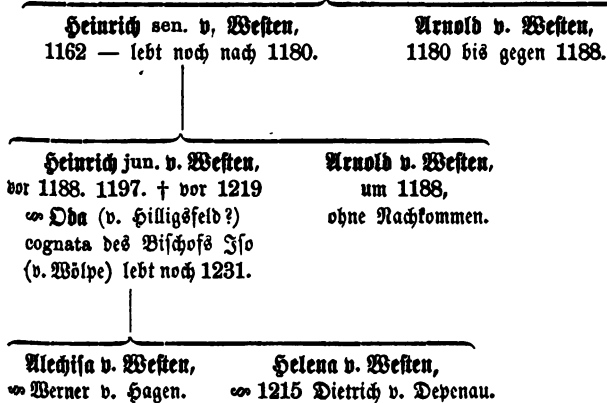 Heinrich sen. v, Westen,
Arnold v. Westen,
1162 — lebt noch nach 1180.
1180 bis gegen 1188.
Heinrich jun. v. Westen,
Arnold v. Westen,
vor 1188. 1197. † vor 1219
um 1188,
⚭ Oda (v. Hilligsfeld?)
ohne Nachkommen.
cognata des Bischofs Iso
(v. Wölpe) lebt noch 1231.
Alechisa v. Westen,
Helena v. Westen,
⚭ Werner v. Hagen.
⚭ 1215 Dietrich v. Depenau.